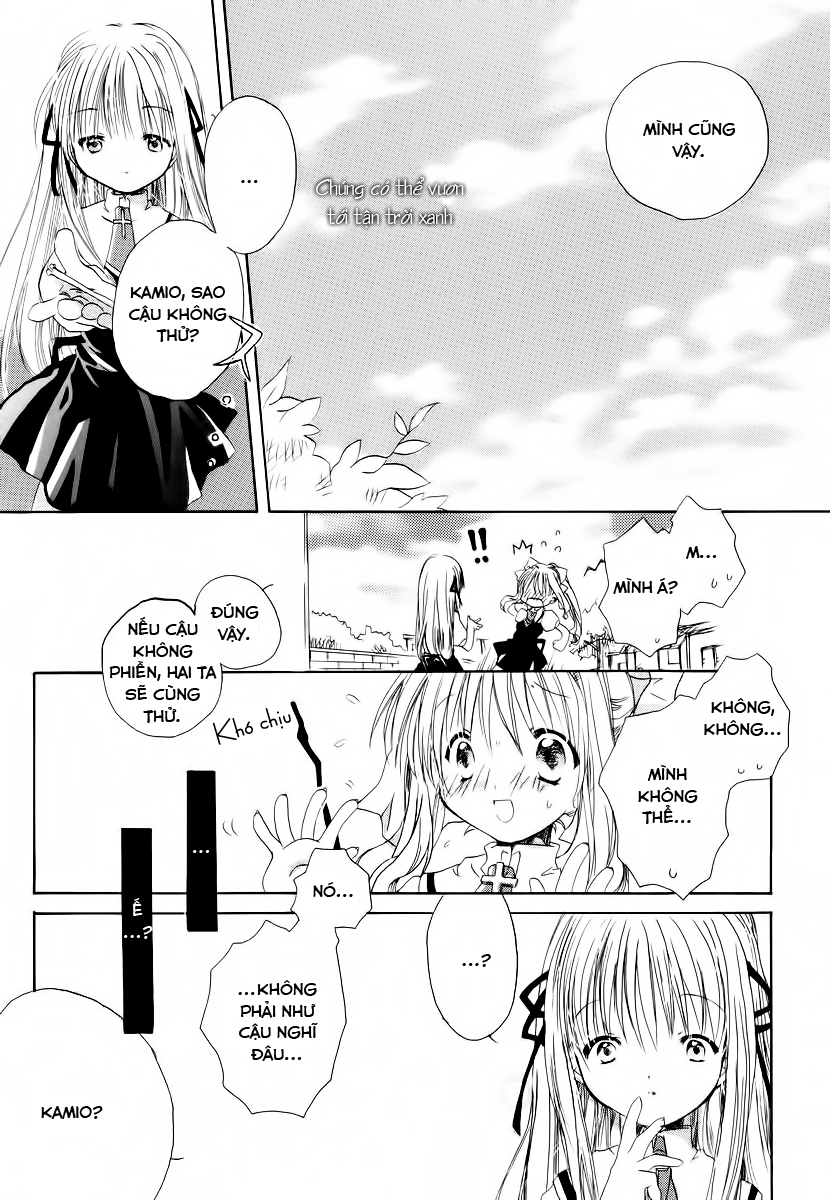 MÌNH CŨNG
VẬY.
Chúng có thể vươn
tới tận trời xanh
...
KAMIO, SAO
CẬU KHÔNG
THỬ?
!!
M...
MÌNH Á?
ĐÚNG
VẬY.
NẾU CẬU
KHÔNG
PHIỀN, HAI TA
SẼ CÙNG
THỬ.
KHÔNG,
KHÔNG...
MÌNH
KHÔNG
THỂ...
Khó chịu
NÓ...
...
Ế
...?
...?
...KHÔNG
PHẢI NHƯ
CẬU NGHĨ
ĐÂU...
KAMIO?